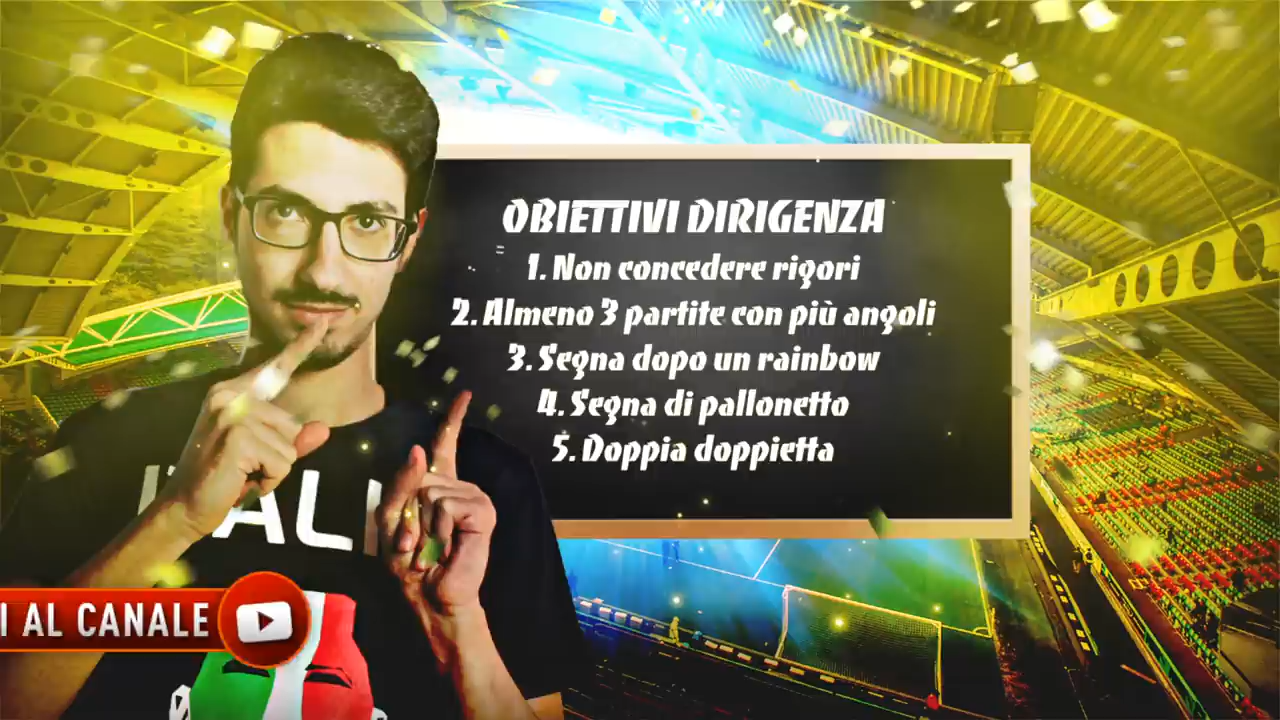 OBIETTIVI DIRIGENZA
1. Non concedere rigori
2. Almeno 3 partite con più angoli
3. Segna dopo un rainbow
4. Segna di pallonetto
5. Doppia doppietta
ITALI
I AL CANALE